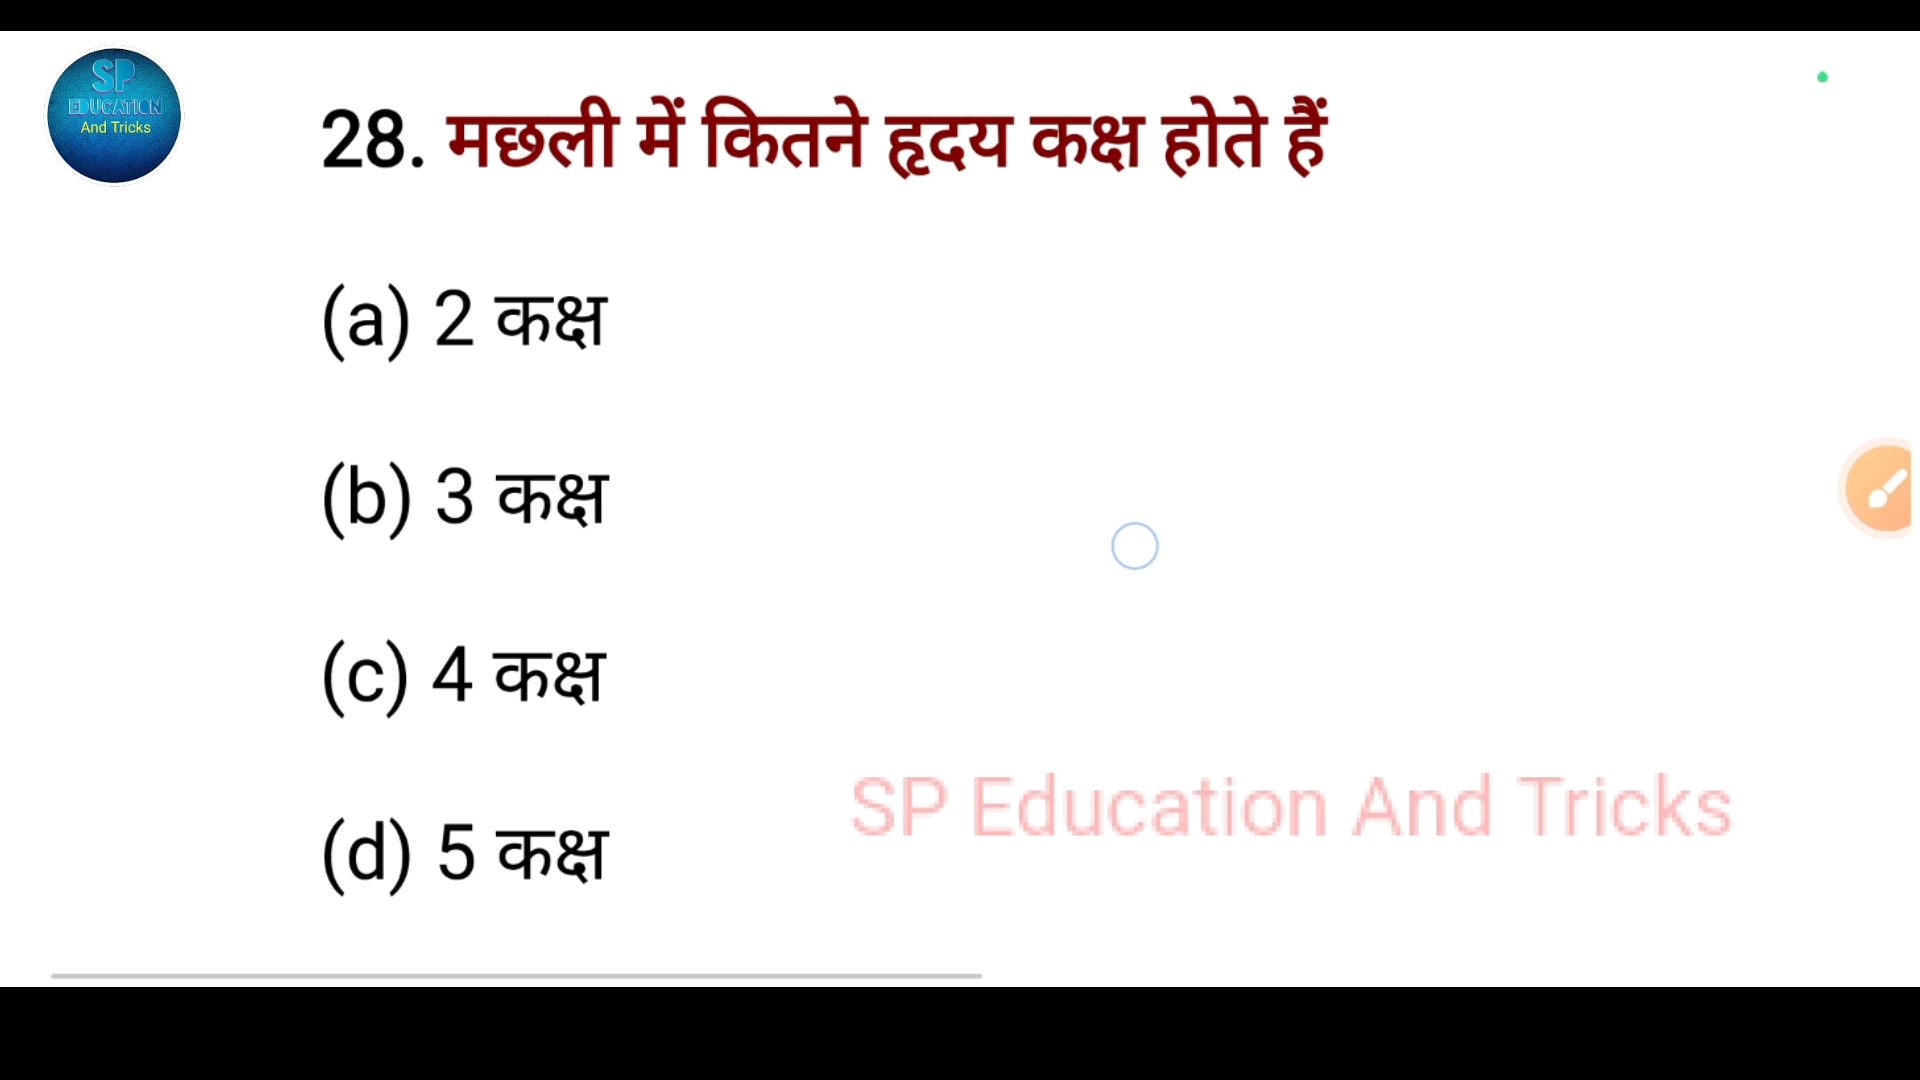 SP
EDUCATION
And Tricks
28. मछली में कितने हृदय कक्ष होते हैं
(a) 2 कक्ष
(b) 3 कक्ष
(c) 4 कक्ष
(d) 5 कक्ष
SP Education And Tricks